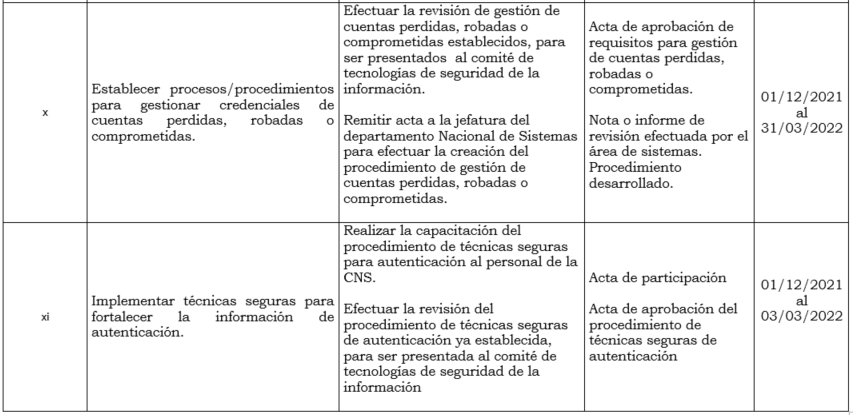 x
Establecer procesos/procedimientos
para gestionar credenciales de
cuentas perdidas, robadas o
comprometidas.
Efectuar la revisión de gestión de
cuentas perdidas, robadas o
comprometidas establecidos, para
ser presentados al comité de
tecnologías de seguridad de la
información.
Remitir acta a la jefatura del
departamento Nacional de Sistemas
para efectuar la creación del
procedimiento de gestión de
cuentas perdidas, robadas o
comprometidas.
Acta de aprobación de
requisitos para gestión
de cuentas perdidas,
robadas o
comprometidas.
Nota o informe de
revisión efectuada por el
área de sistemas.
Procedimiento
desarrollado.
01/12/2021
al
31/03/2022
xi
Implementar técnicas seguras para
fortalecer la información de
autenticación.
Realizar la capacitación del
procedimiento de técnicas seguras
para autenticación al personal de la
CNS.
Efectuar la revisión del
procedimiento de técnicas seguras
de autenticación ya establecida,
para ser presentada al comité de
tecnologías de seguridad de la
información
Acta de participación
Acta de aprobación del
procedimiento de
técnicas seguras de
autenticación
01/12/2021
al
03/03/2022